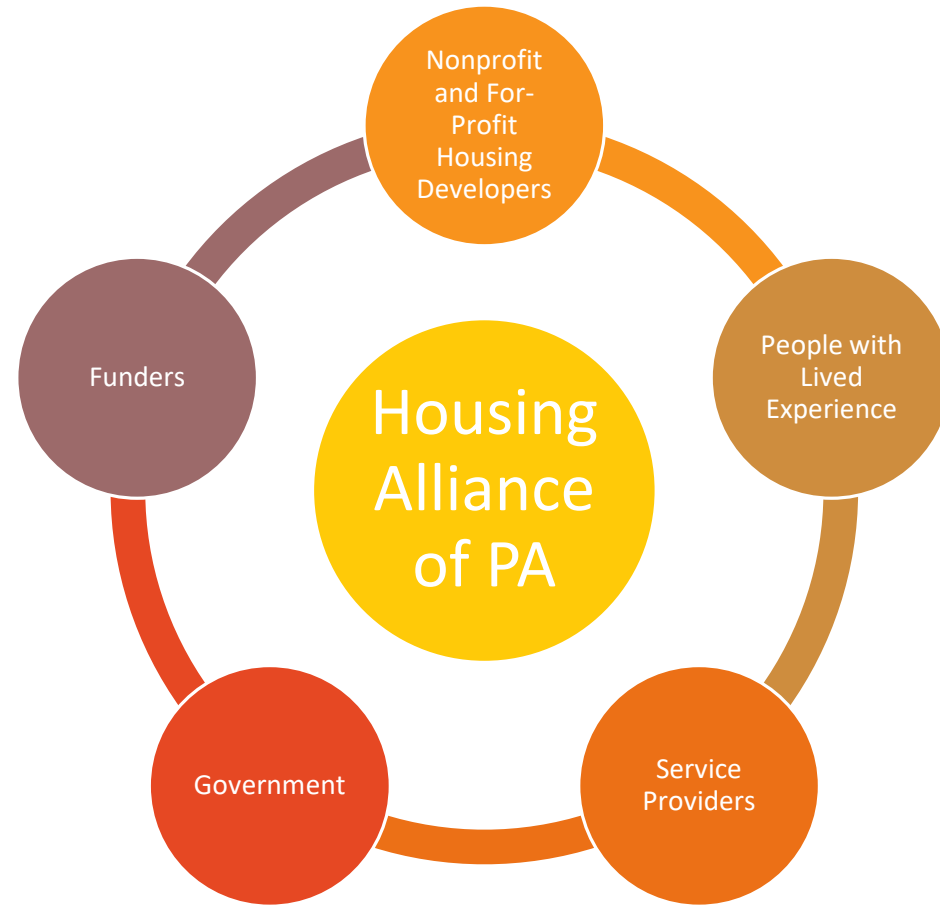 Nonprofit
and For-
Profit
Housing
Developers
People with
Lived
Experience
Service
Providers
Government
Funders
Housing
Alliance
of PA